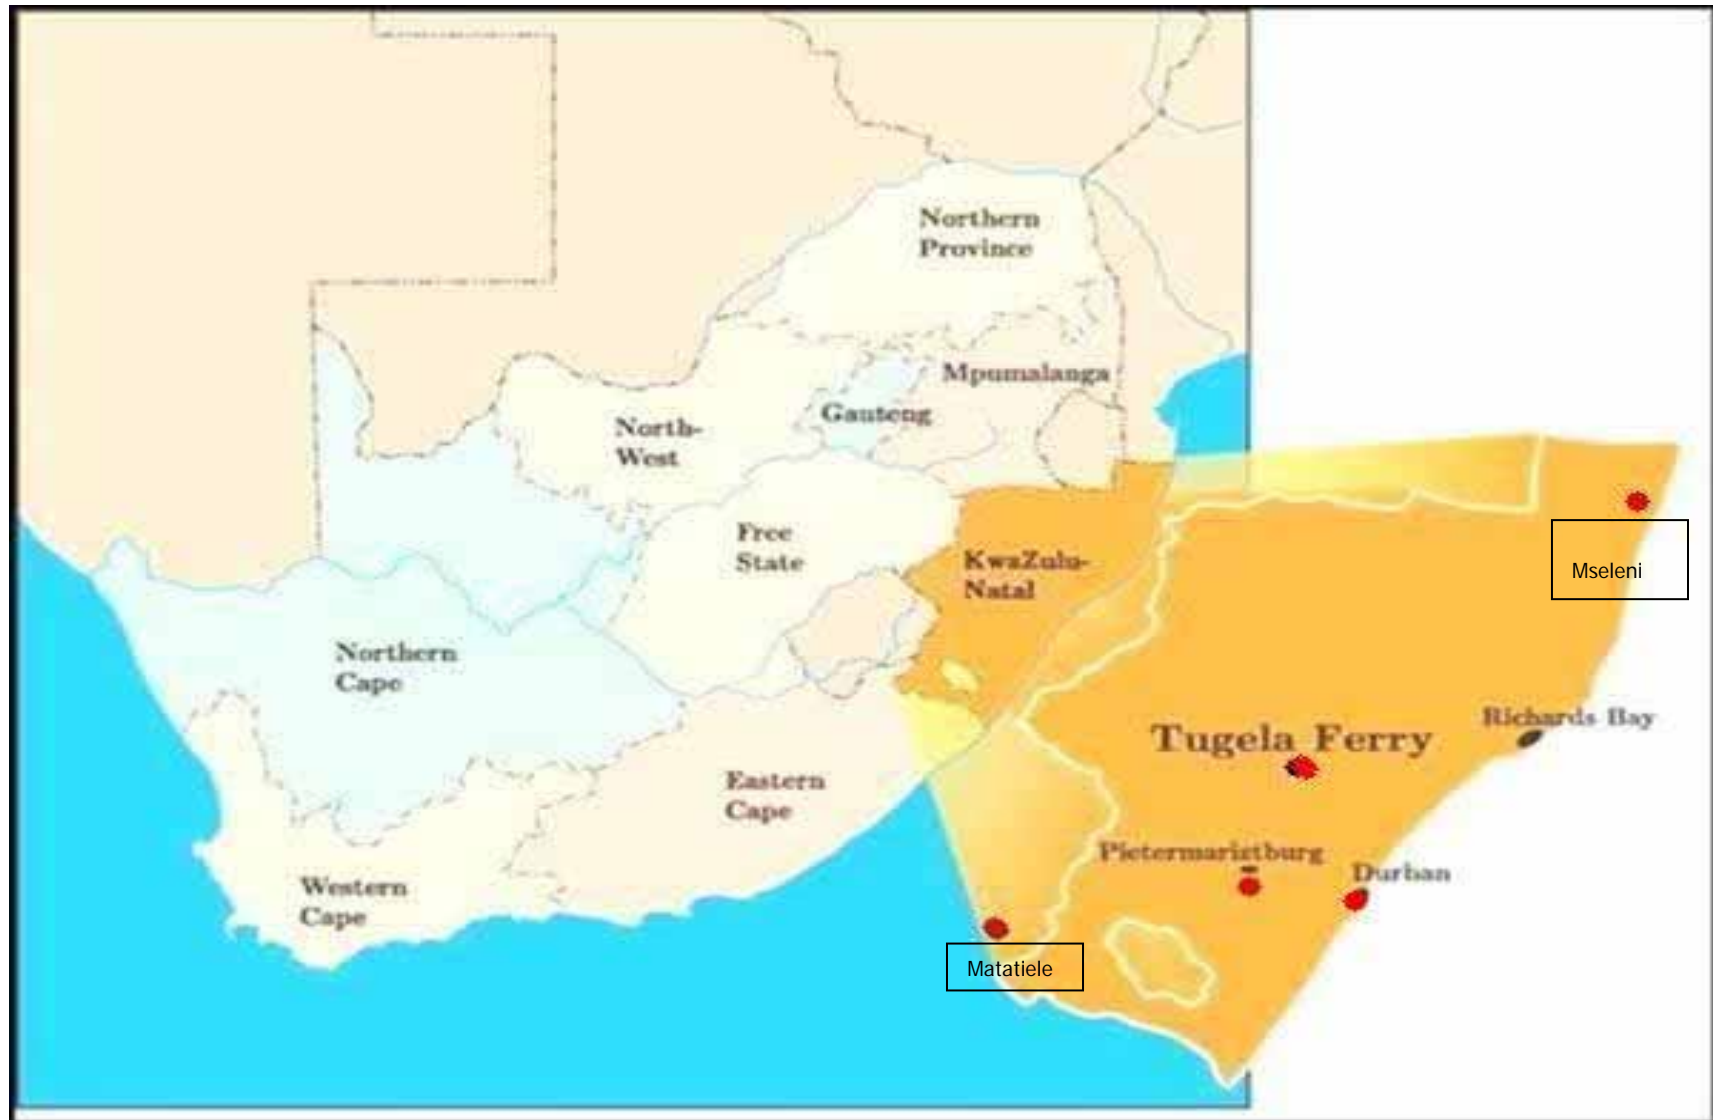 Northern
Province
Mpumalanga
Gauteng
North-
West
Free
State
KwaZulu-
Natal
Mseleni
Northern
Cape
Richards Bay
Tugela Ferry
Eastern
Cape
Pietermarietburg
Durban
Western
Cape
Matatiele